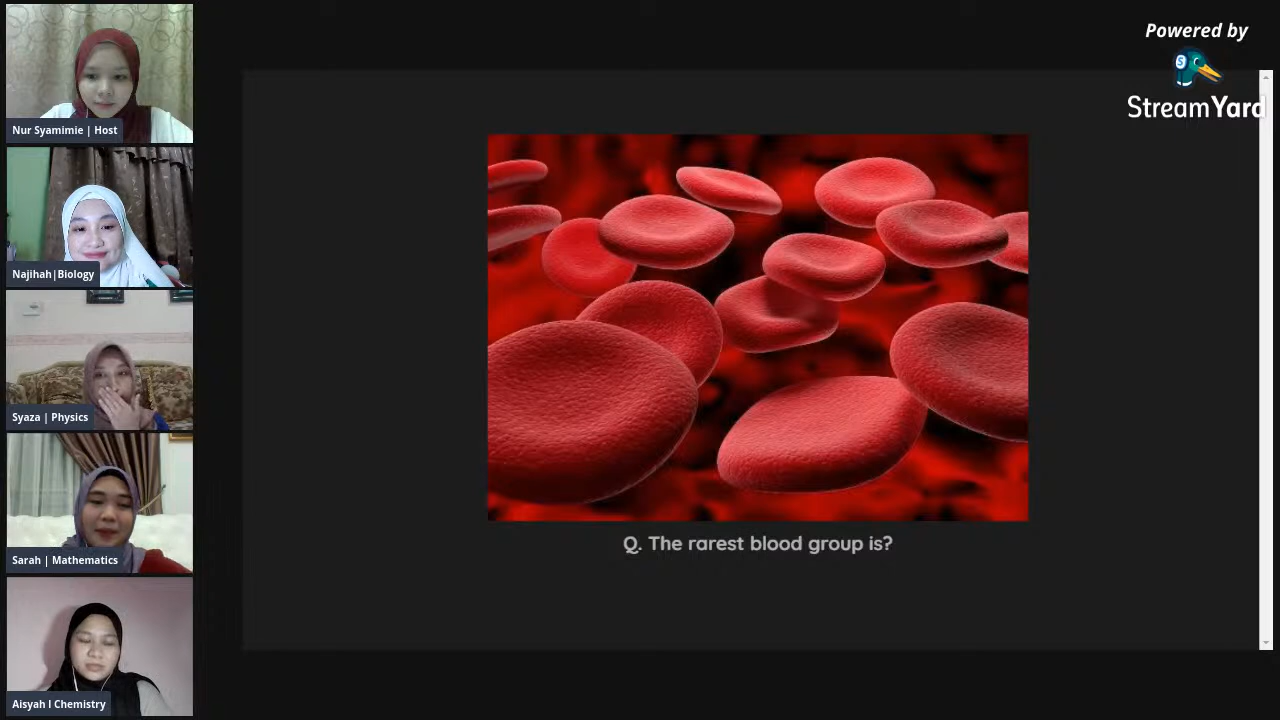 Nur Syamimie | Host
Najihah|Biology
Syaza | Physics
Sarah | Mathematics
Aisyah l Chemistry
Powered by
StreamYard
Q. The rarest blood group is?